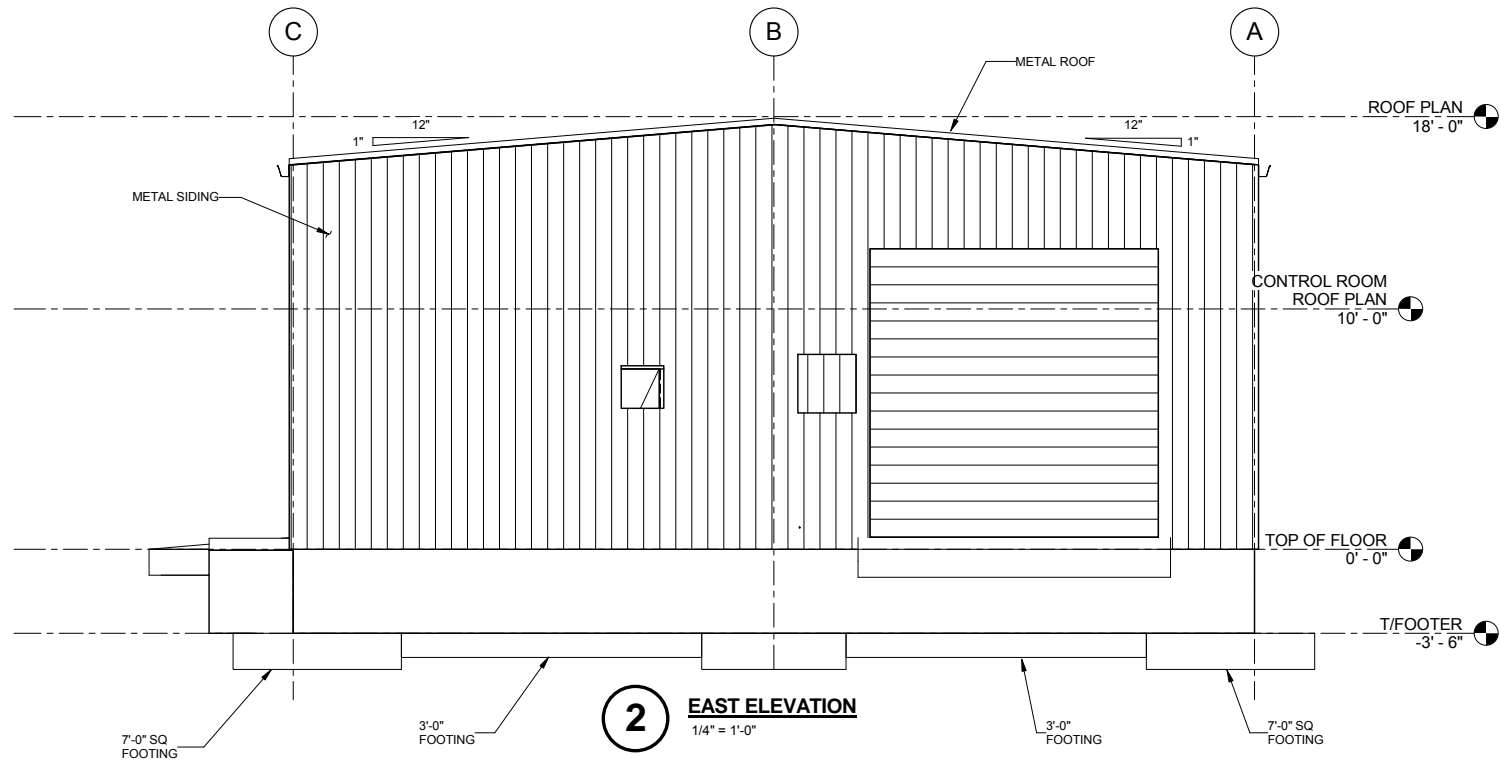 C
B
A
METAL ROOF
ROOF PLAN
18' - 0"
12"
1"
12"
1"
METAL SIDING
CONTROL ROOM
ROOF PLAN
10' - 0"
TOP OF FLOOR
0' - 0"
T/FOOTER
-3' - 6"
2
EAST ELEVATION
1/4" = 1'-0"
7'-0" SQ
FOOTING
3'-0"
FOOTING
3'-0"
FOOTING
7'-0" SQ
FOOTING